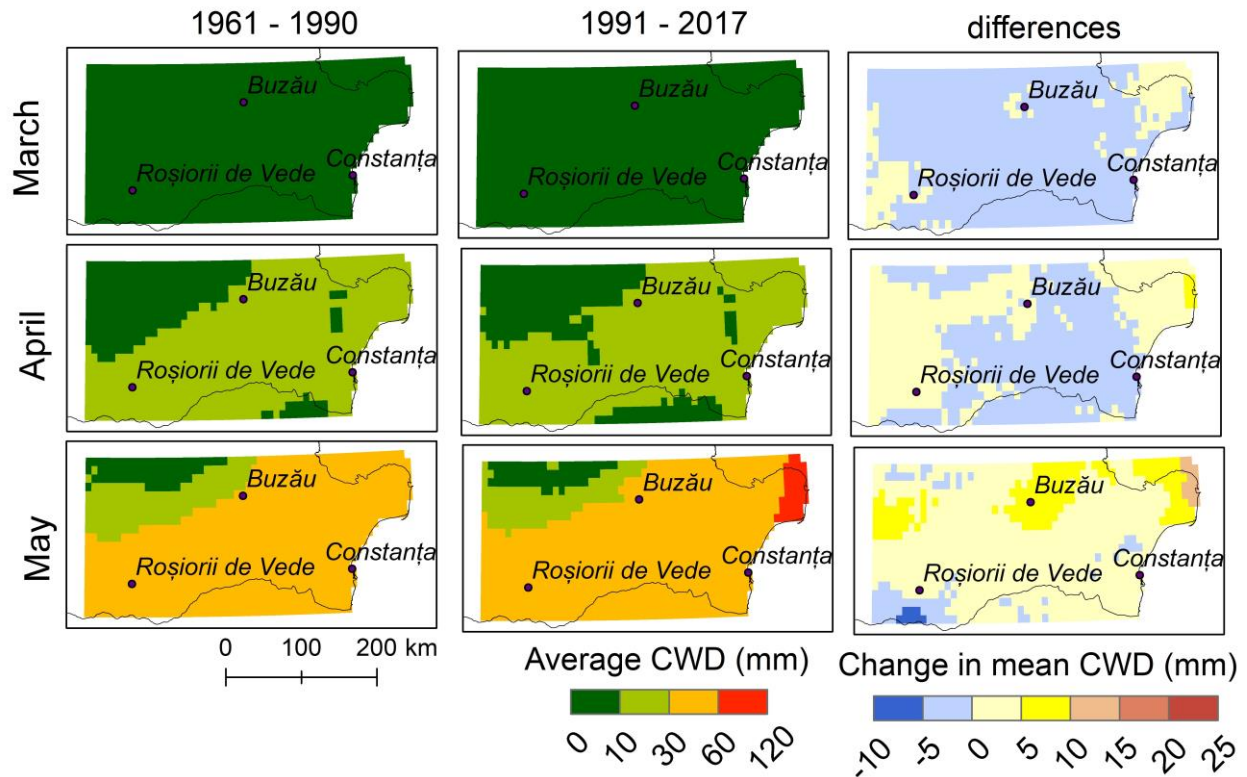 1961 - 1990
1991 - 2017
differences
March
Buzău
Roșiorii de Vede
Constanța
Buzău
Roșiorii de Vede
Constanța
Buzău
Roșiorii de Vede
Constanța
April
Buzău
Roșiorii de Vede
Constanța
Buzău
Roșiorii de Vede
Constanța
Buzău
Roșiorii de Vede
Constanța
May
Buzău
Roșiorii de Vede
Constanța
Buzău
Roșiorii de Vede
Constanța
Buzău
Roșiorii de Vede
Constanța
0 100 200 km
Average CWD (mm)
0 10 30 60 120
Change in mean CWD (mm)
-10 -5 0 5 10 15 20 25